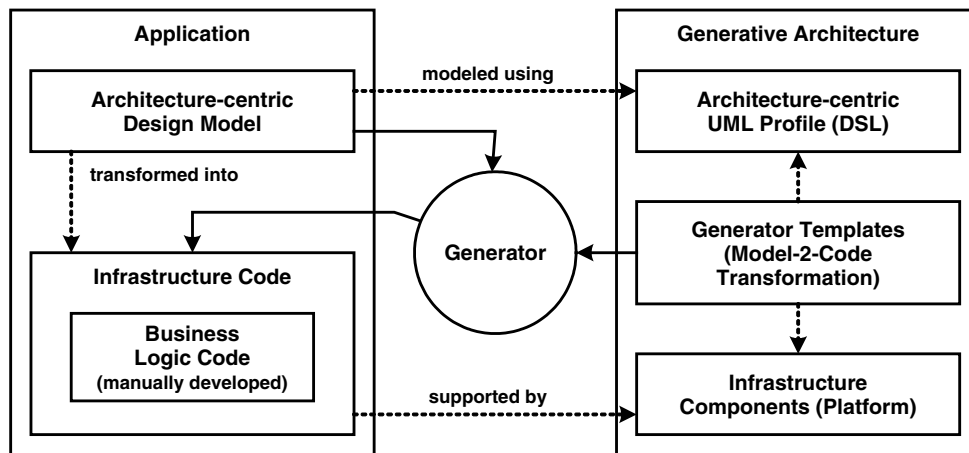 Application
Generative Architecture
modeled using
Architecture-centric
Design Model
Architecture-centric
UML Profile (DSL)
transformed into
Generator
Generator Templates
(Model-2-Code
Transformation)
Infrastructure Code
Business
Logic Code
(manually developed)
supported by
Infrastructure
Components (Platform)